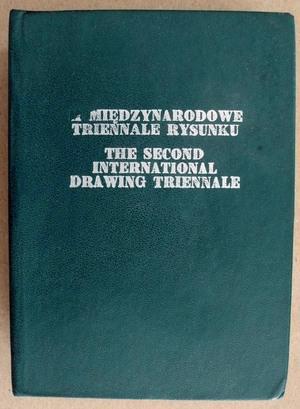 MIĘDZYNARODOWE
TRIENNALE RYSUNKU
THE SECOND
INTERNATIONAL
DRAWING TRIENNALE